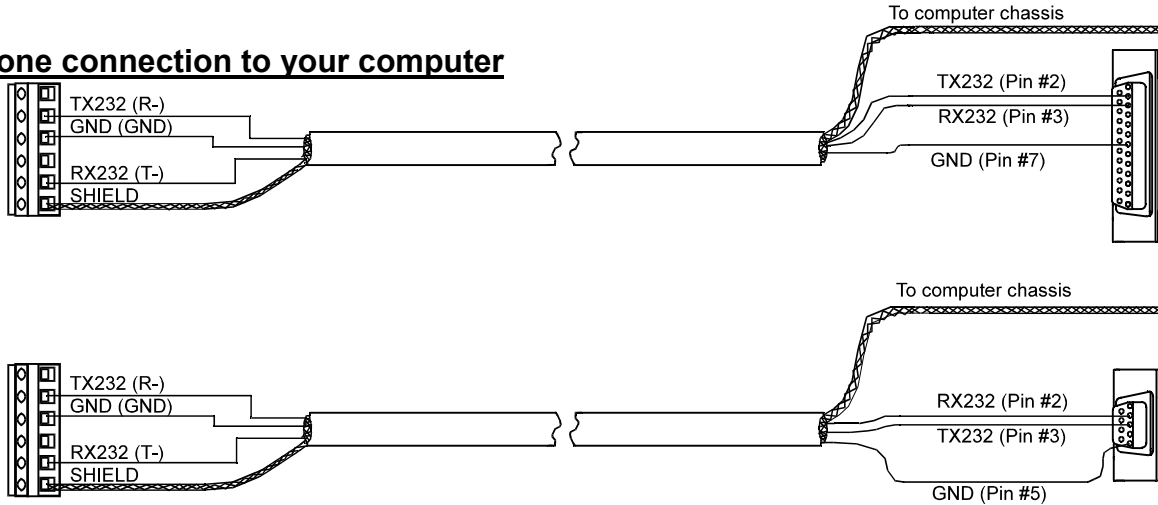 To computer chassis
one connection to your computer
TX232 (R-)
GND (GND)
RX232 (T-)
SHIELD
TX232 (Pin #2)
RX232 (Pin #3)
GND (Pin #7)
To computer chassis
TX232 (R-)
GND (GND)
RX232 (T-)
SHIELD
RX232 (Pin #2)
TX232 (Pin #3)
GND (Pin #5)